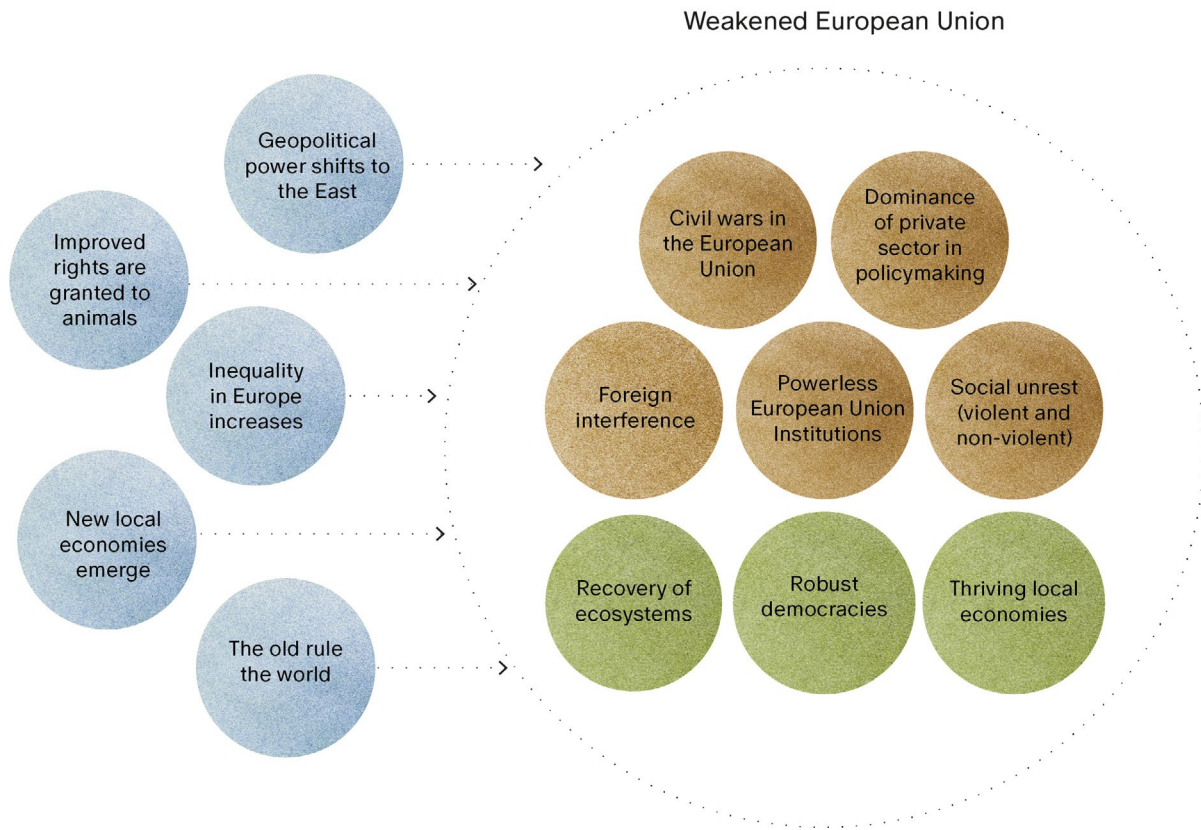 Weakened European Union
Geopolitical
power shifts to
the East
Improved
rights are
granted to
animals
Inequality
in Europe
increases
New local
economies
emerge
The old rule
the world
Civil wars in
the European
Union
Dominance
of private
sector in
policymaking
Foreign
interference
Powerless
European Union
Institutions
Social unrest
(violent and
non-violent)
Recovery of
ecosystems
Robust
democracies
Thriving local
economies